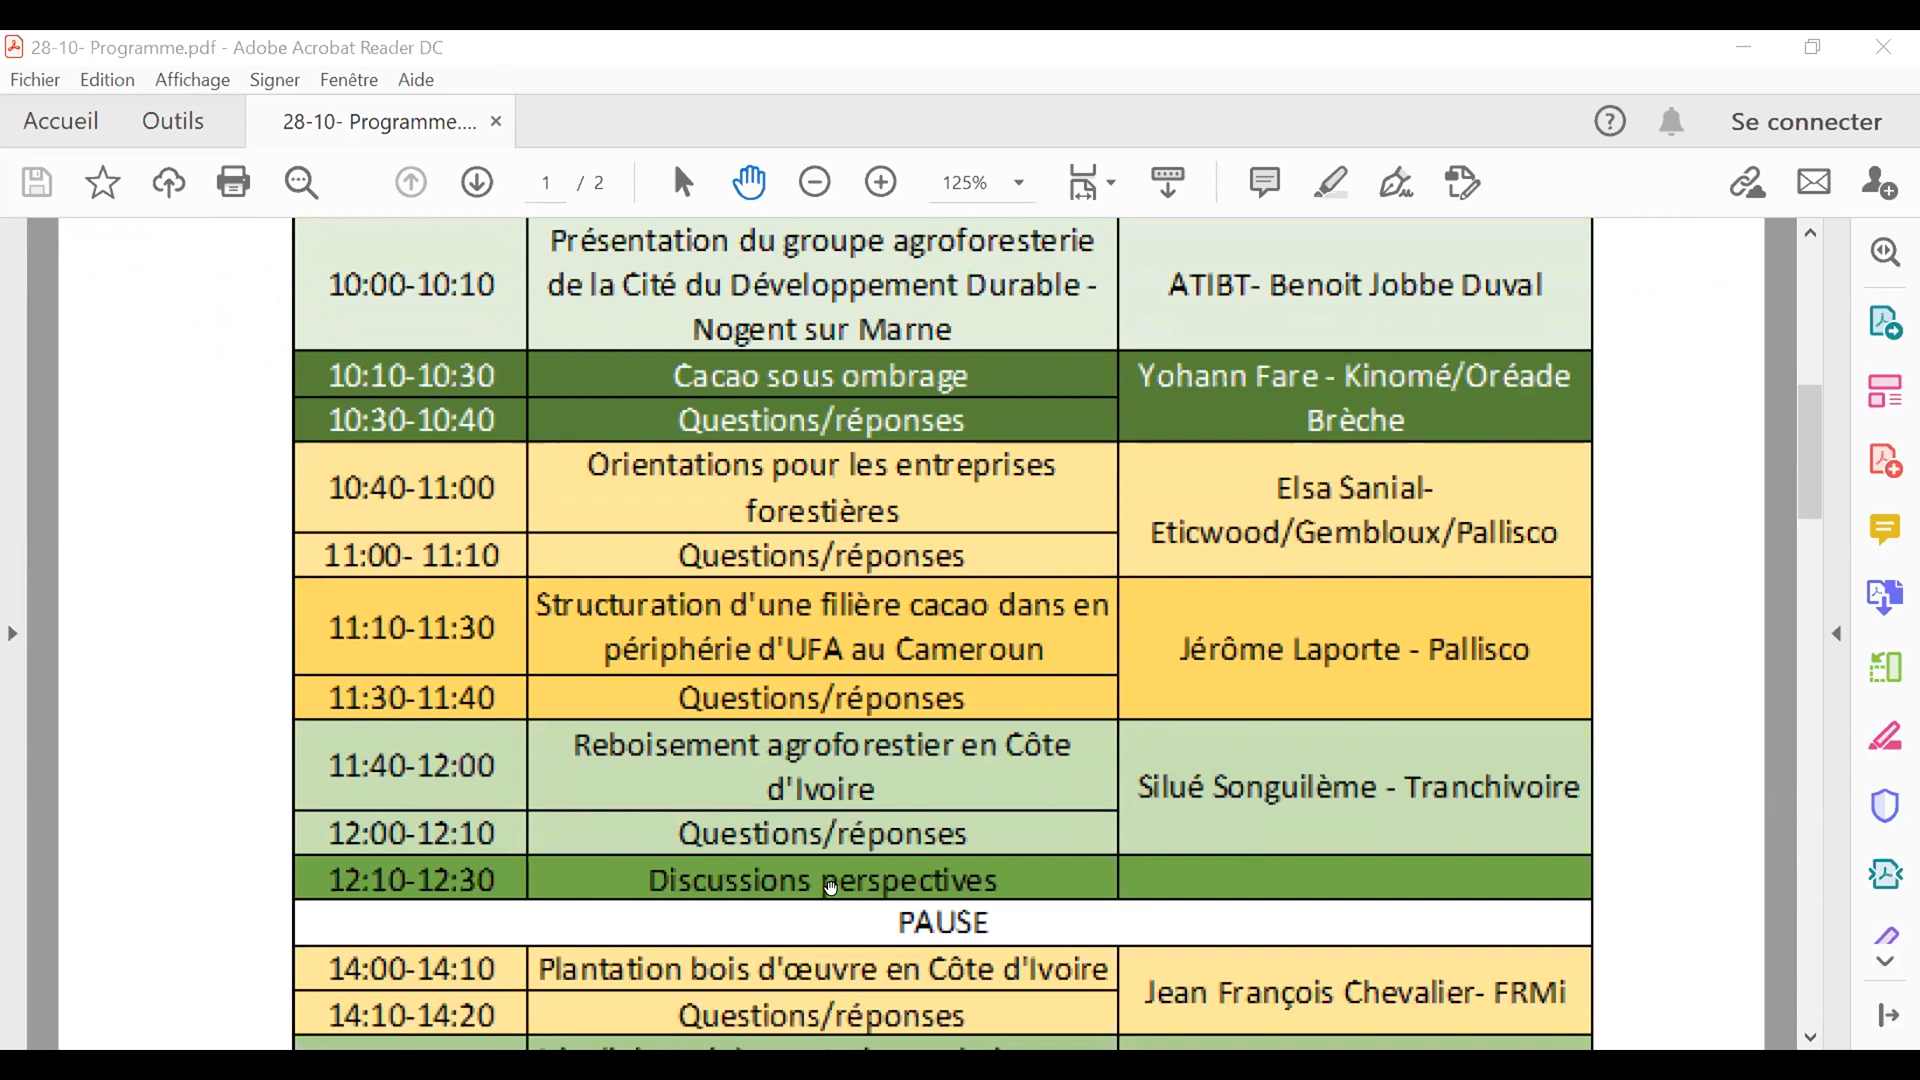 28-10- Programme.pdf - Adobe Acrobat Reader DC
Fichier Edition Affichage Signer Fenêtre Aide
Accueil Outils 28-10- Programme.... × Se connecter
1 / 2 125%
10:00-10:10
Présentation du groupe agroforesterie
de la Cité du Développement Durable -
Nogent sur Marne
ATIBT- Benoit Jobbe Duval
10:10-10:30
Cacao sous ombrage
Yohann Fare - Kinomé/Oréade
Brèche
10:30-10:40
Questions/réponses
10:40-11:00
Orientations pour les entreprises
forestières
Elsa Sanial-
Eticwood/Gembloux/Pallisco
11:00- 11:10
Questions/réponses
11:10-11:30
Structuration d'une filière cacao dans en
périphérie d'UFA au Cameroun
Jérôme Laporte - Pallisco
11:30-11:40
Questions/réponses
11:40-12:00
Reboisement agroforestier en Côte
d'Ivoire
Silué Songuilème - Tranchivoire
12:00-12:10
Questions/réponses
12:10-12:30
Discussions perspectives
PAUSE
14:00-14:10
Plantation bois d'œuvre en Côte d'Ivoire
Jean François Chevalier- FRMi
14:10-14:20
Questions/réponses